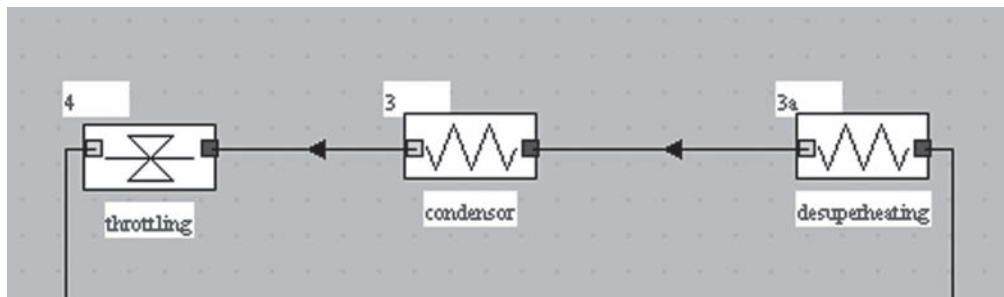 4
3
3a
throttling
condensor
desuperheating